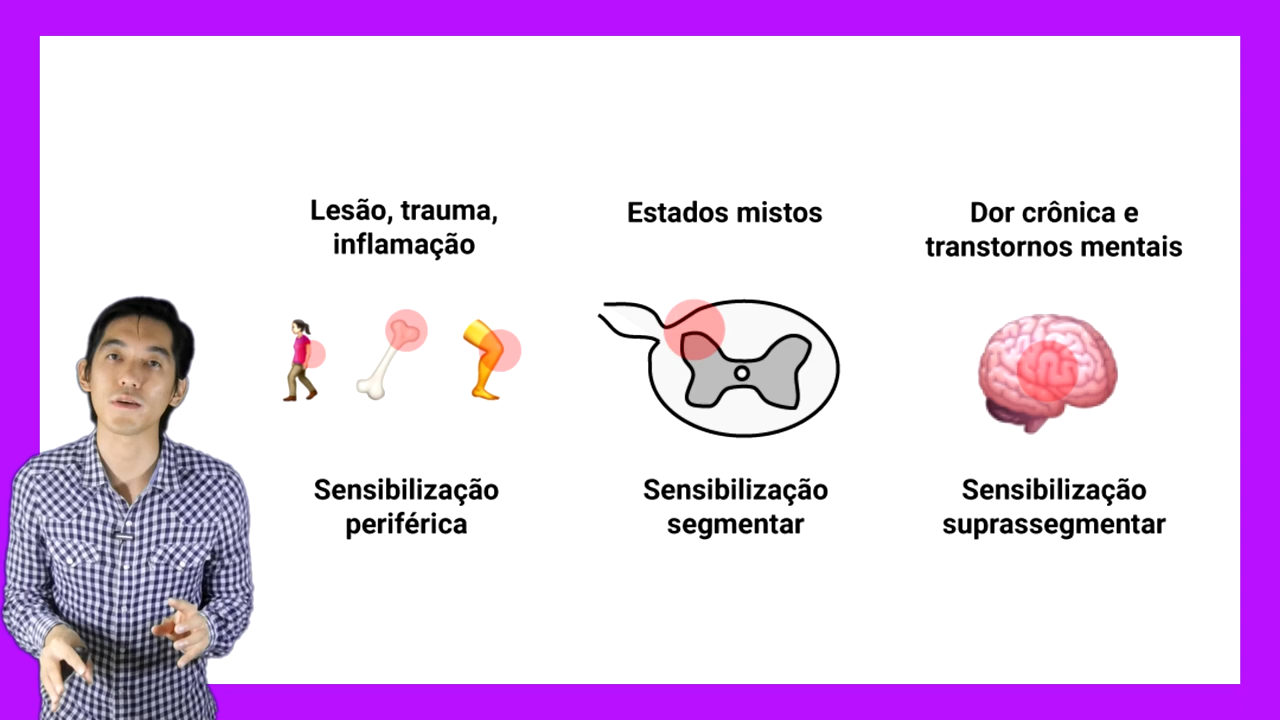 Lesão, trauma,
inflamação
Estados mistos
Dor crônica e
transtornos mentais
Sensibilização
periférica
Sensibilização
segmentar
Sensibilização
suprassegmentar